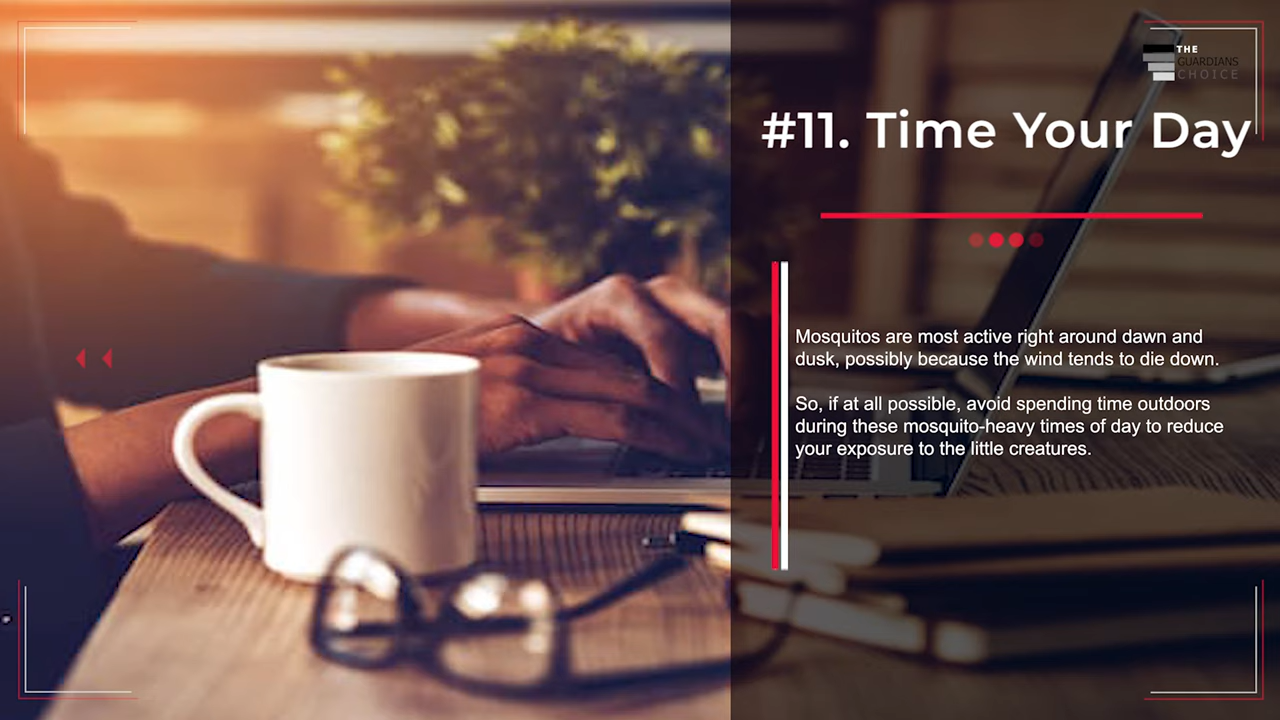 THE
GUARDIANS
CHOICE
#11. Time Your Day
Mosquitos are most active right around dawn and
dusk, possibly because the wind tends to die down.
So, if at all possible, avoid spending time outdoors
during these mosquito-heavy times of day to reduce
your exposure to the little creatures.